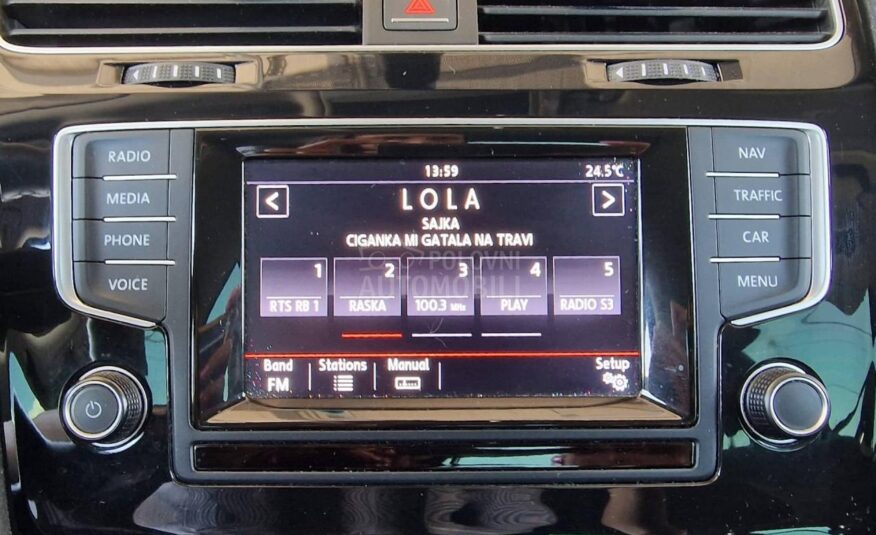 13:59 24.5°C
< LOLA >
SAJKA
CIGANKA MI GATALA NA TRAVI
1 2 3 4 5
RTS RB 1 RASKA 100.3 MHz PLAY RADIO S3
Band Stations Manual Setup
FM
RADIO
MEDIA
PHONE
VOICE
NAV
TRAFFIC
CAR
MENU
POLOVNI
AUTOMOBILI